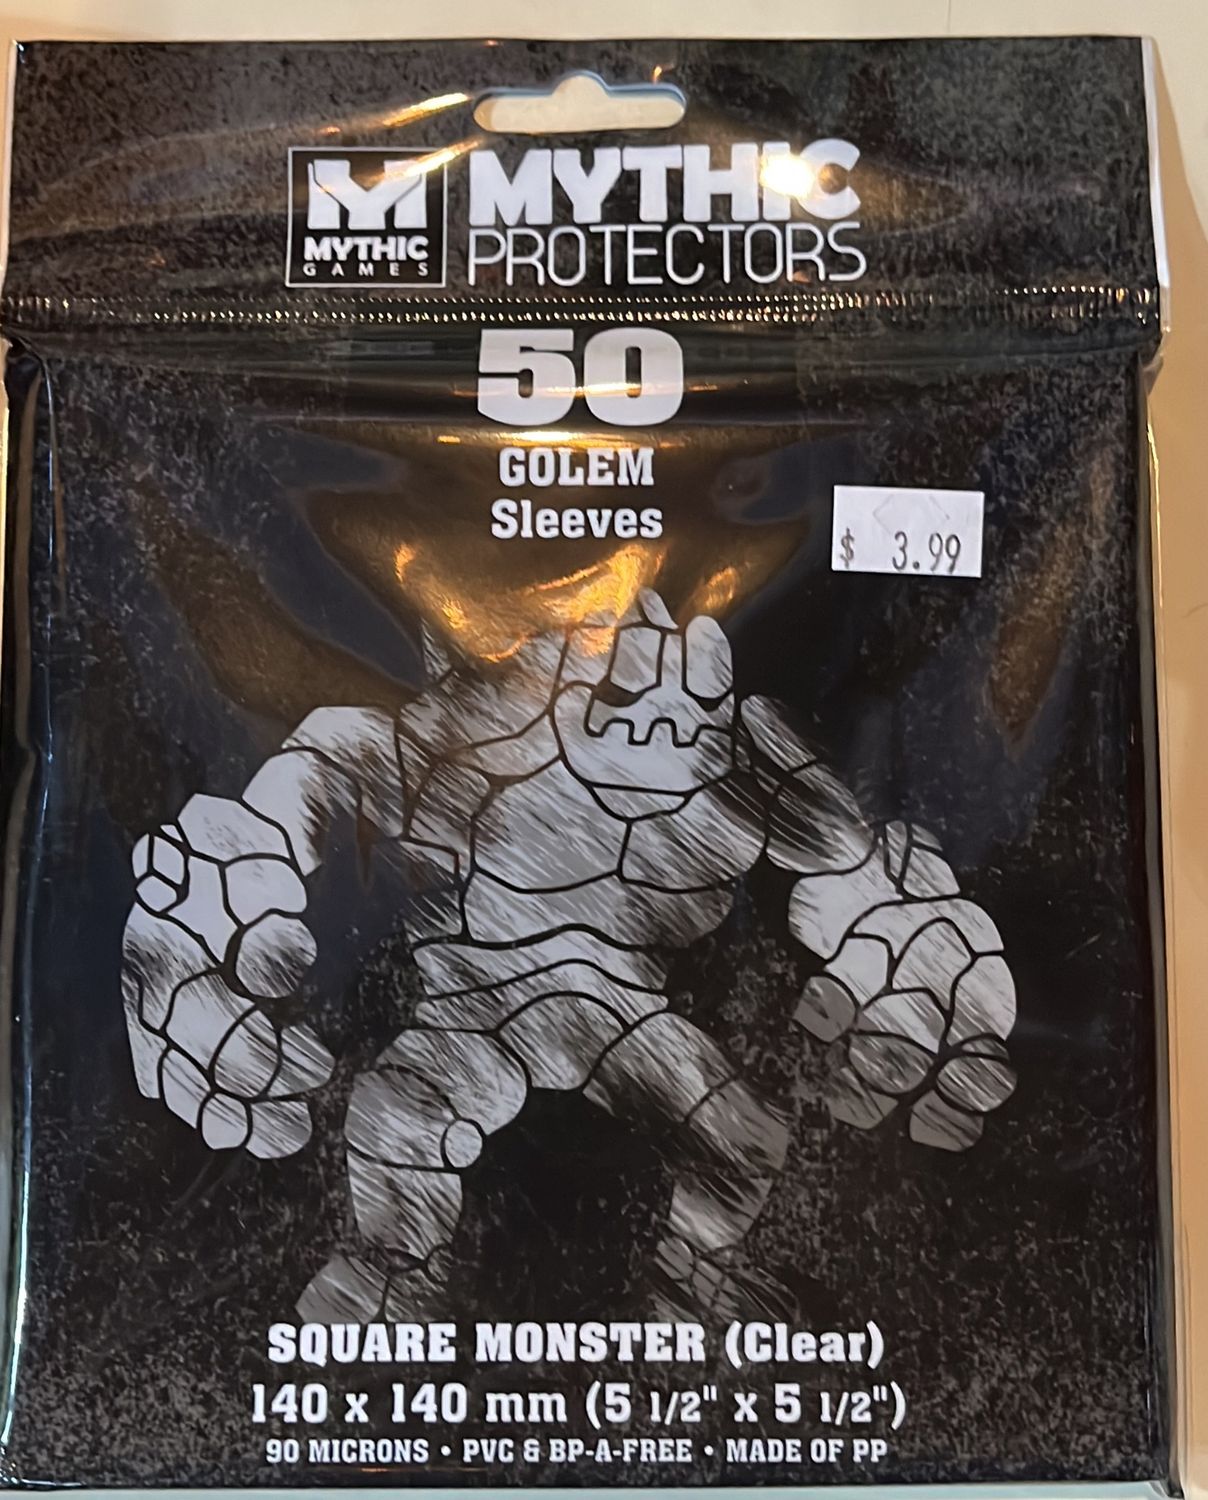 MYTHIC
GAMES
MYTHIC
PROTECTORS
50
GOLEM
Sleeves
$ 3.99
SQUARE MONSTER (Clear)
140 x 140 mm (5 1/2" x 5 1/2")
90 MICRONS • PVC & BP-A-FREE • MADE OF PP